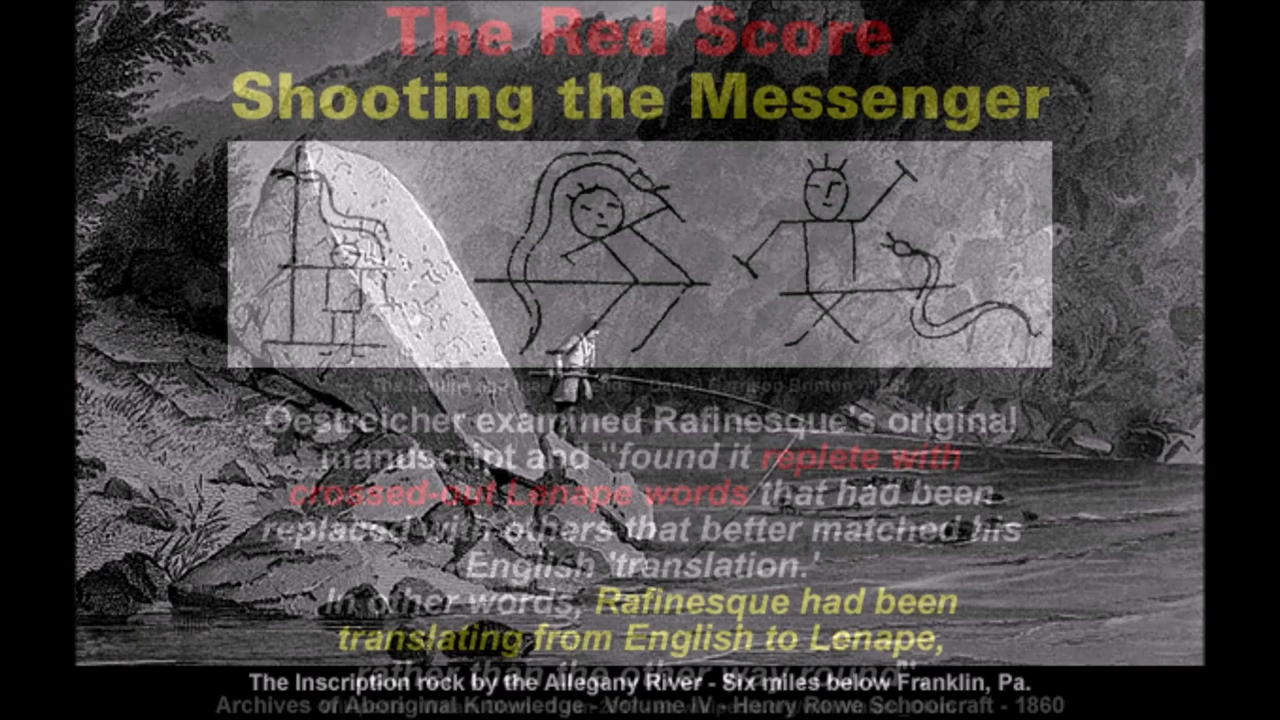 The Red Score
Shooting the Messenger
Oestreicher examined Rafinesque's original
manuscript and "found it replete with
crossed-out Lenape words that had been
replaced with others that better matched his
English 'translation.'
In other words, Rafinesque had been
translating from English to Lenape,
rather than the other way round".
The Inscription rock by the Allegany River - Six miles below Franklin, Pa.
Archives of Aboriginal Knowledge - Volume IV - Henry Rowe Schoolcraft - 1860